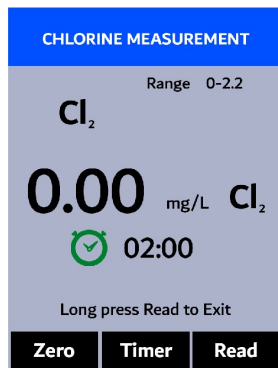 CHLORINE MEASUREMENT
Range 0-2.2
Cl₂
0.00 mg/L Cl₂
02:00
Long press Read to Exit
Zero Timer Read